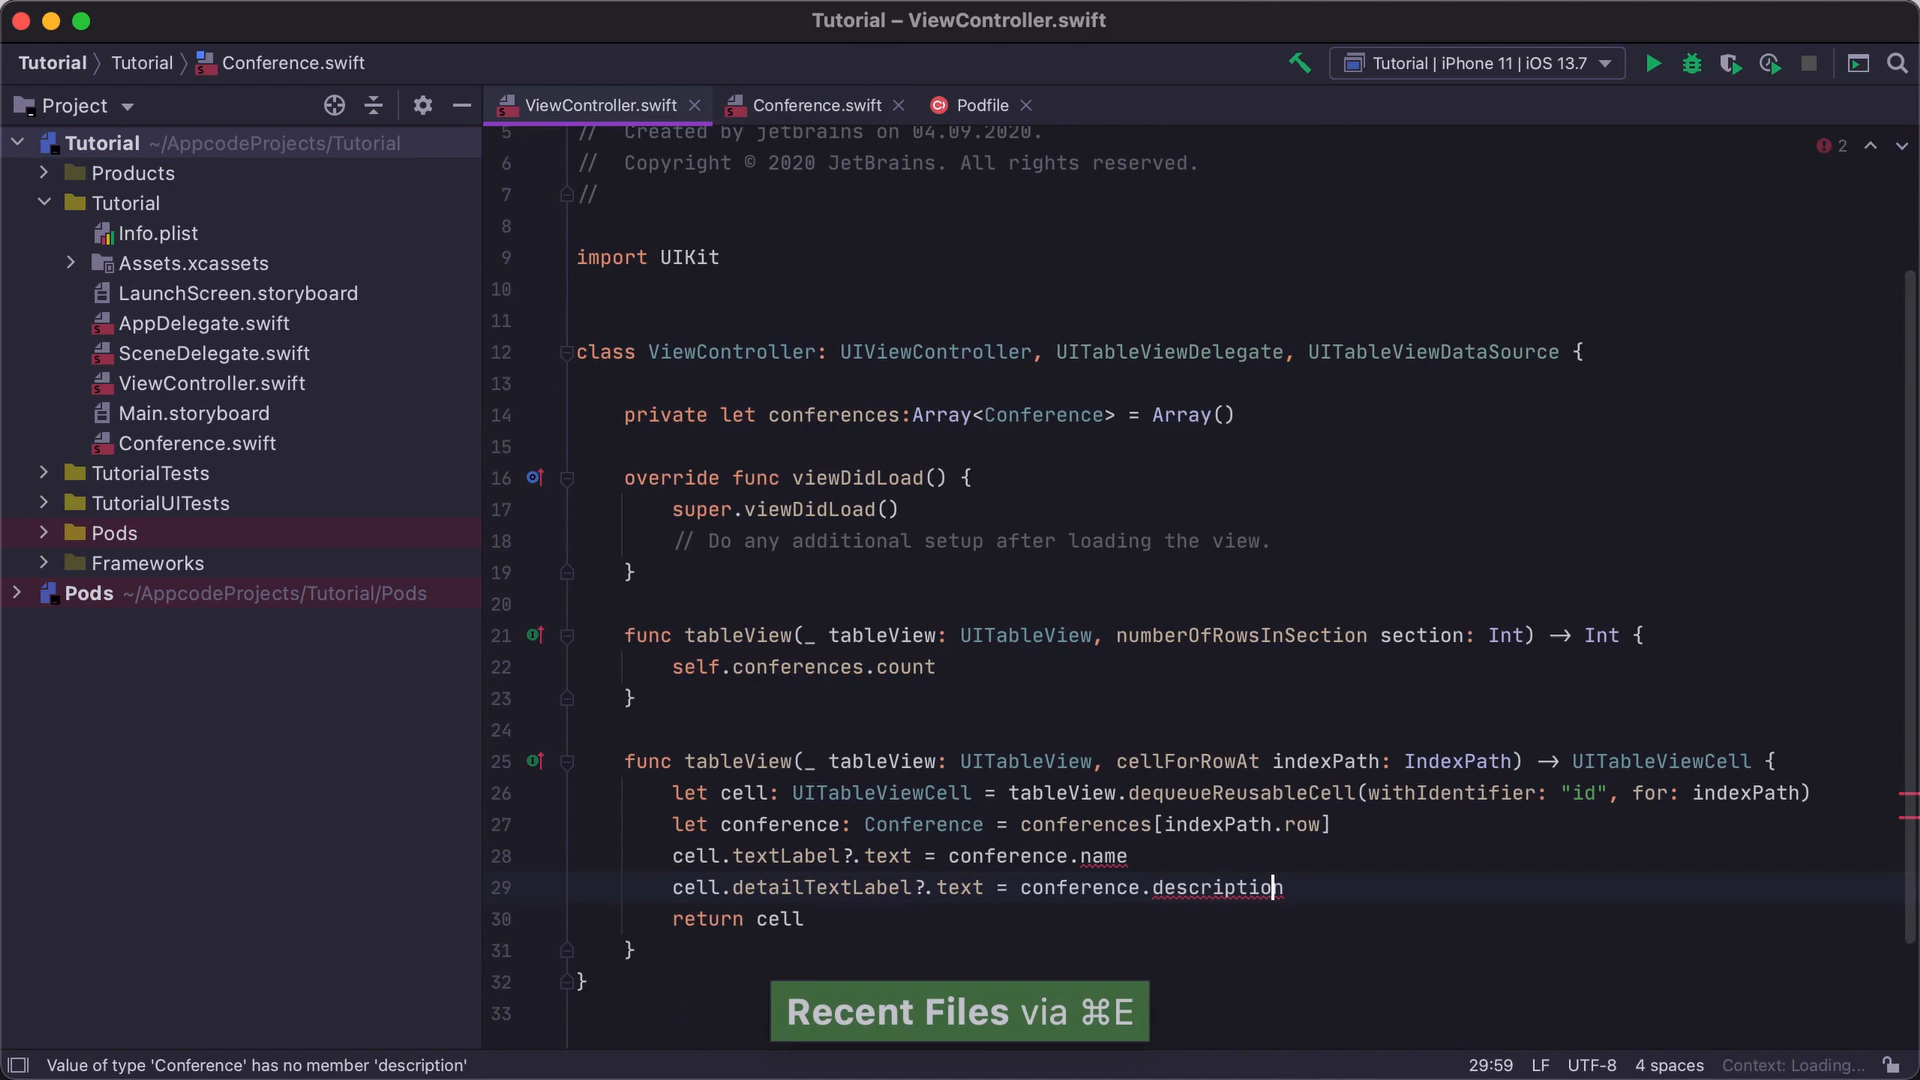 Tutorial – ViewController.swift
Tutorial Tutorial Conference.swift
Tutorial | iPhone 11 | iOS 13.7
Project
ViewController.swift
Conference.swift
Podfile
Tutorial ~/AppcodeProjects/Tutorial
Products
Tutorial
Info.plist
Assets.xcassets
LaunchScreen.storyboard
AppDelegate.swift
SceneDelegate.swift
ViewController.swift
Main.storyboard
Conference.swift
TutorialTests
TutorialUITests
Pods
Frameworks
Pods ~/AppcodeProjects/Tutorial/Pods
2
5 // Created by jetbrains on 04.09.2020.
6 // Copyright © 2020 JetBrains. All rights reserved.
7 //
8
9 import UIKit
10
11
12 class ViewController: UIViewController, UITableViewDelegate, UITableViewDataSource {
13
14 private let conferences:Array<Conference> = Array()
15
16 override func viewDidLoad() {
17 super.viewDidLoad()
18 // Do any additional setup after loading the view.
19 }
20
21 func tableView(_ tableView: UITableView, numberOfRowsInSection section: Int) -> Int {
22 self.conferences.count
23 }
24
25 func tableView(_ tableView: UITableView, cellForRowAt indexPath: IndexPath) -> UITableViewCell {
26 let cell: UITableViewCell = tableView.dequeueReusableCell(withIdentifier: "id", for: indexPath)
27 let conference: Conference = conferences[indexPath.row]
28 cell.textLabel?.text = conference.name
29 cell.detailTextLabel?.text = conference.description
30 return cell
31 }
32 }
33
Recent Files via ⌘E
Value of type 'Conference' has no member 'description'
29:59 LF UTF-8 4 spaces Context: Loading...